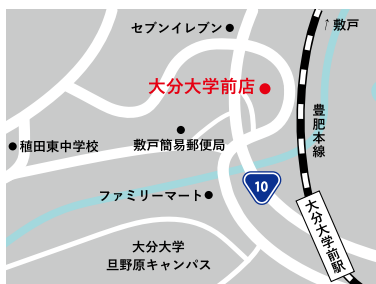 セブンイレブン
↑敷戸
大分大学前店
豊肥本線
敷戸簡易郵便局
稙田東中学校
10
ファミリーマート
大分大学前駅
大分大学
旦野原キャンパス